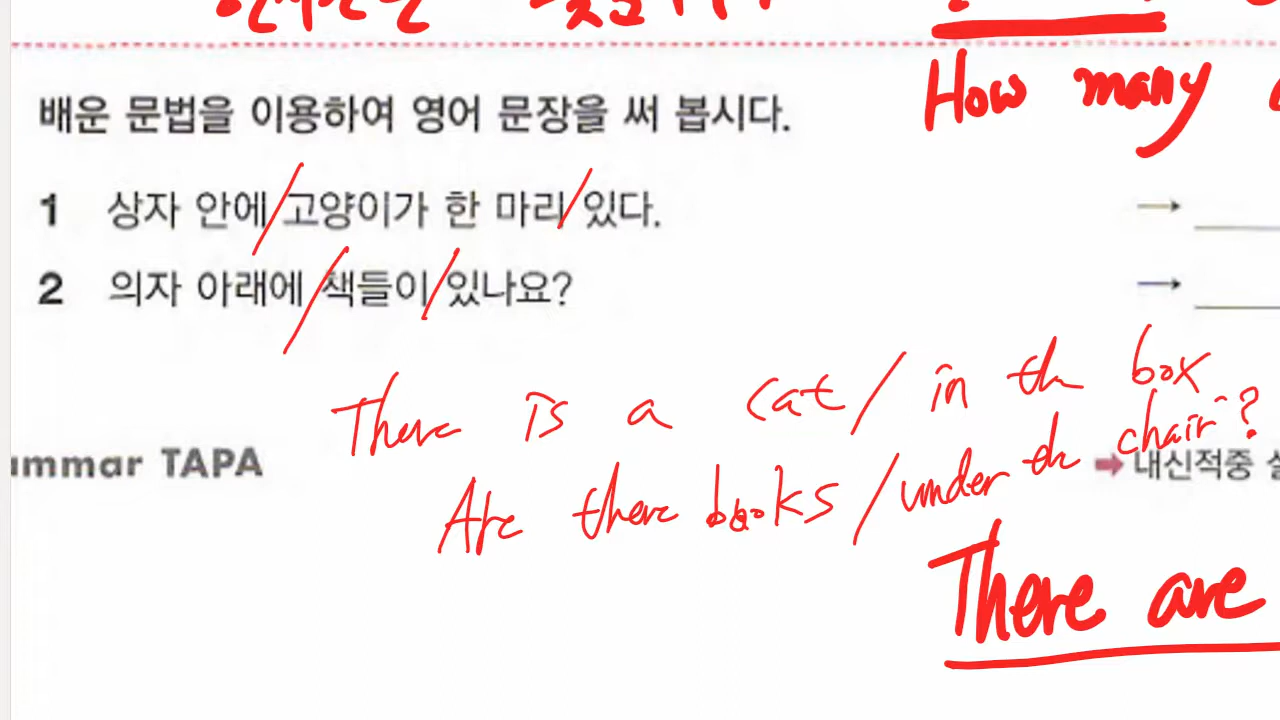 How many
배운 문법을 이용하여 영어 문장을 써 봅시다.
1 상자 안에/고양이가 한 마리/있다. →
2 의자 아래에/책들이/있나요? →
There is a cat / in the box
Are there books / under the chair?
ammar TAPA
➡ 내신적중
There are